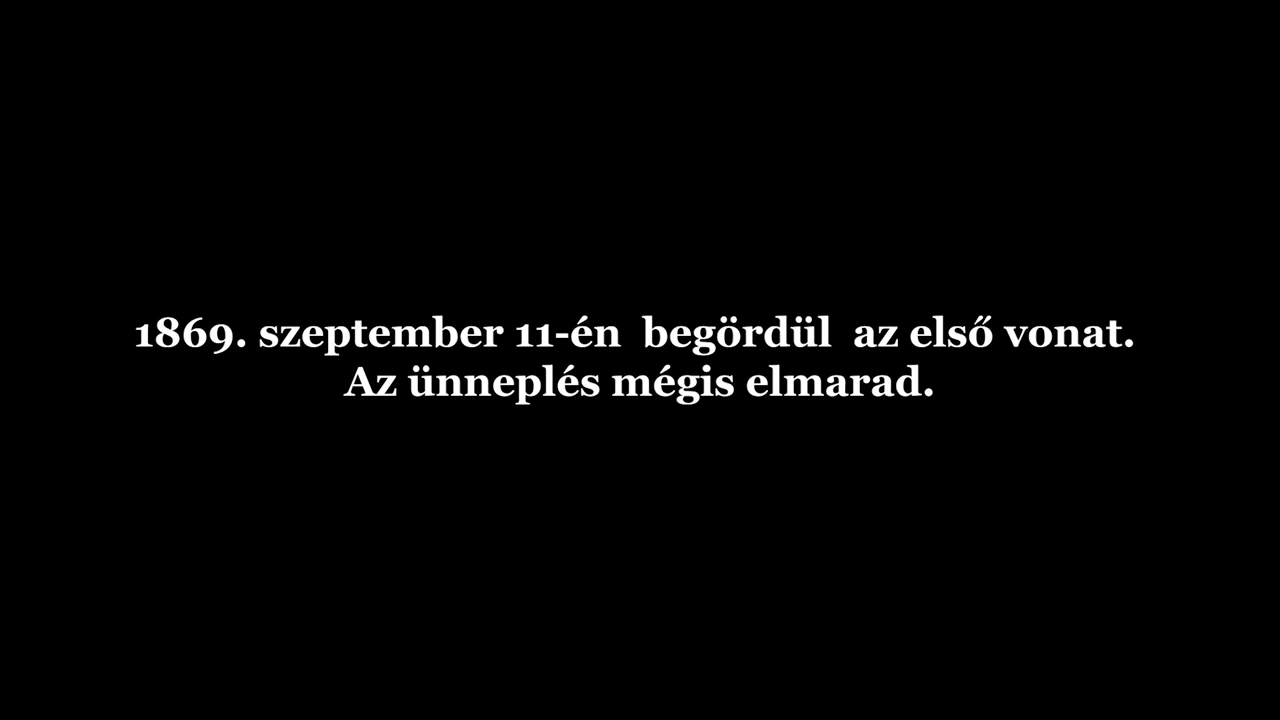 1869. szeptember 11-én begördül az első vonat.
Az ünneplés mégis elmarad.